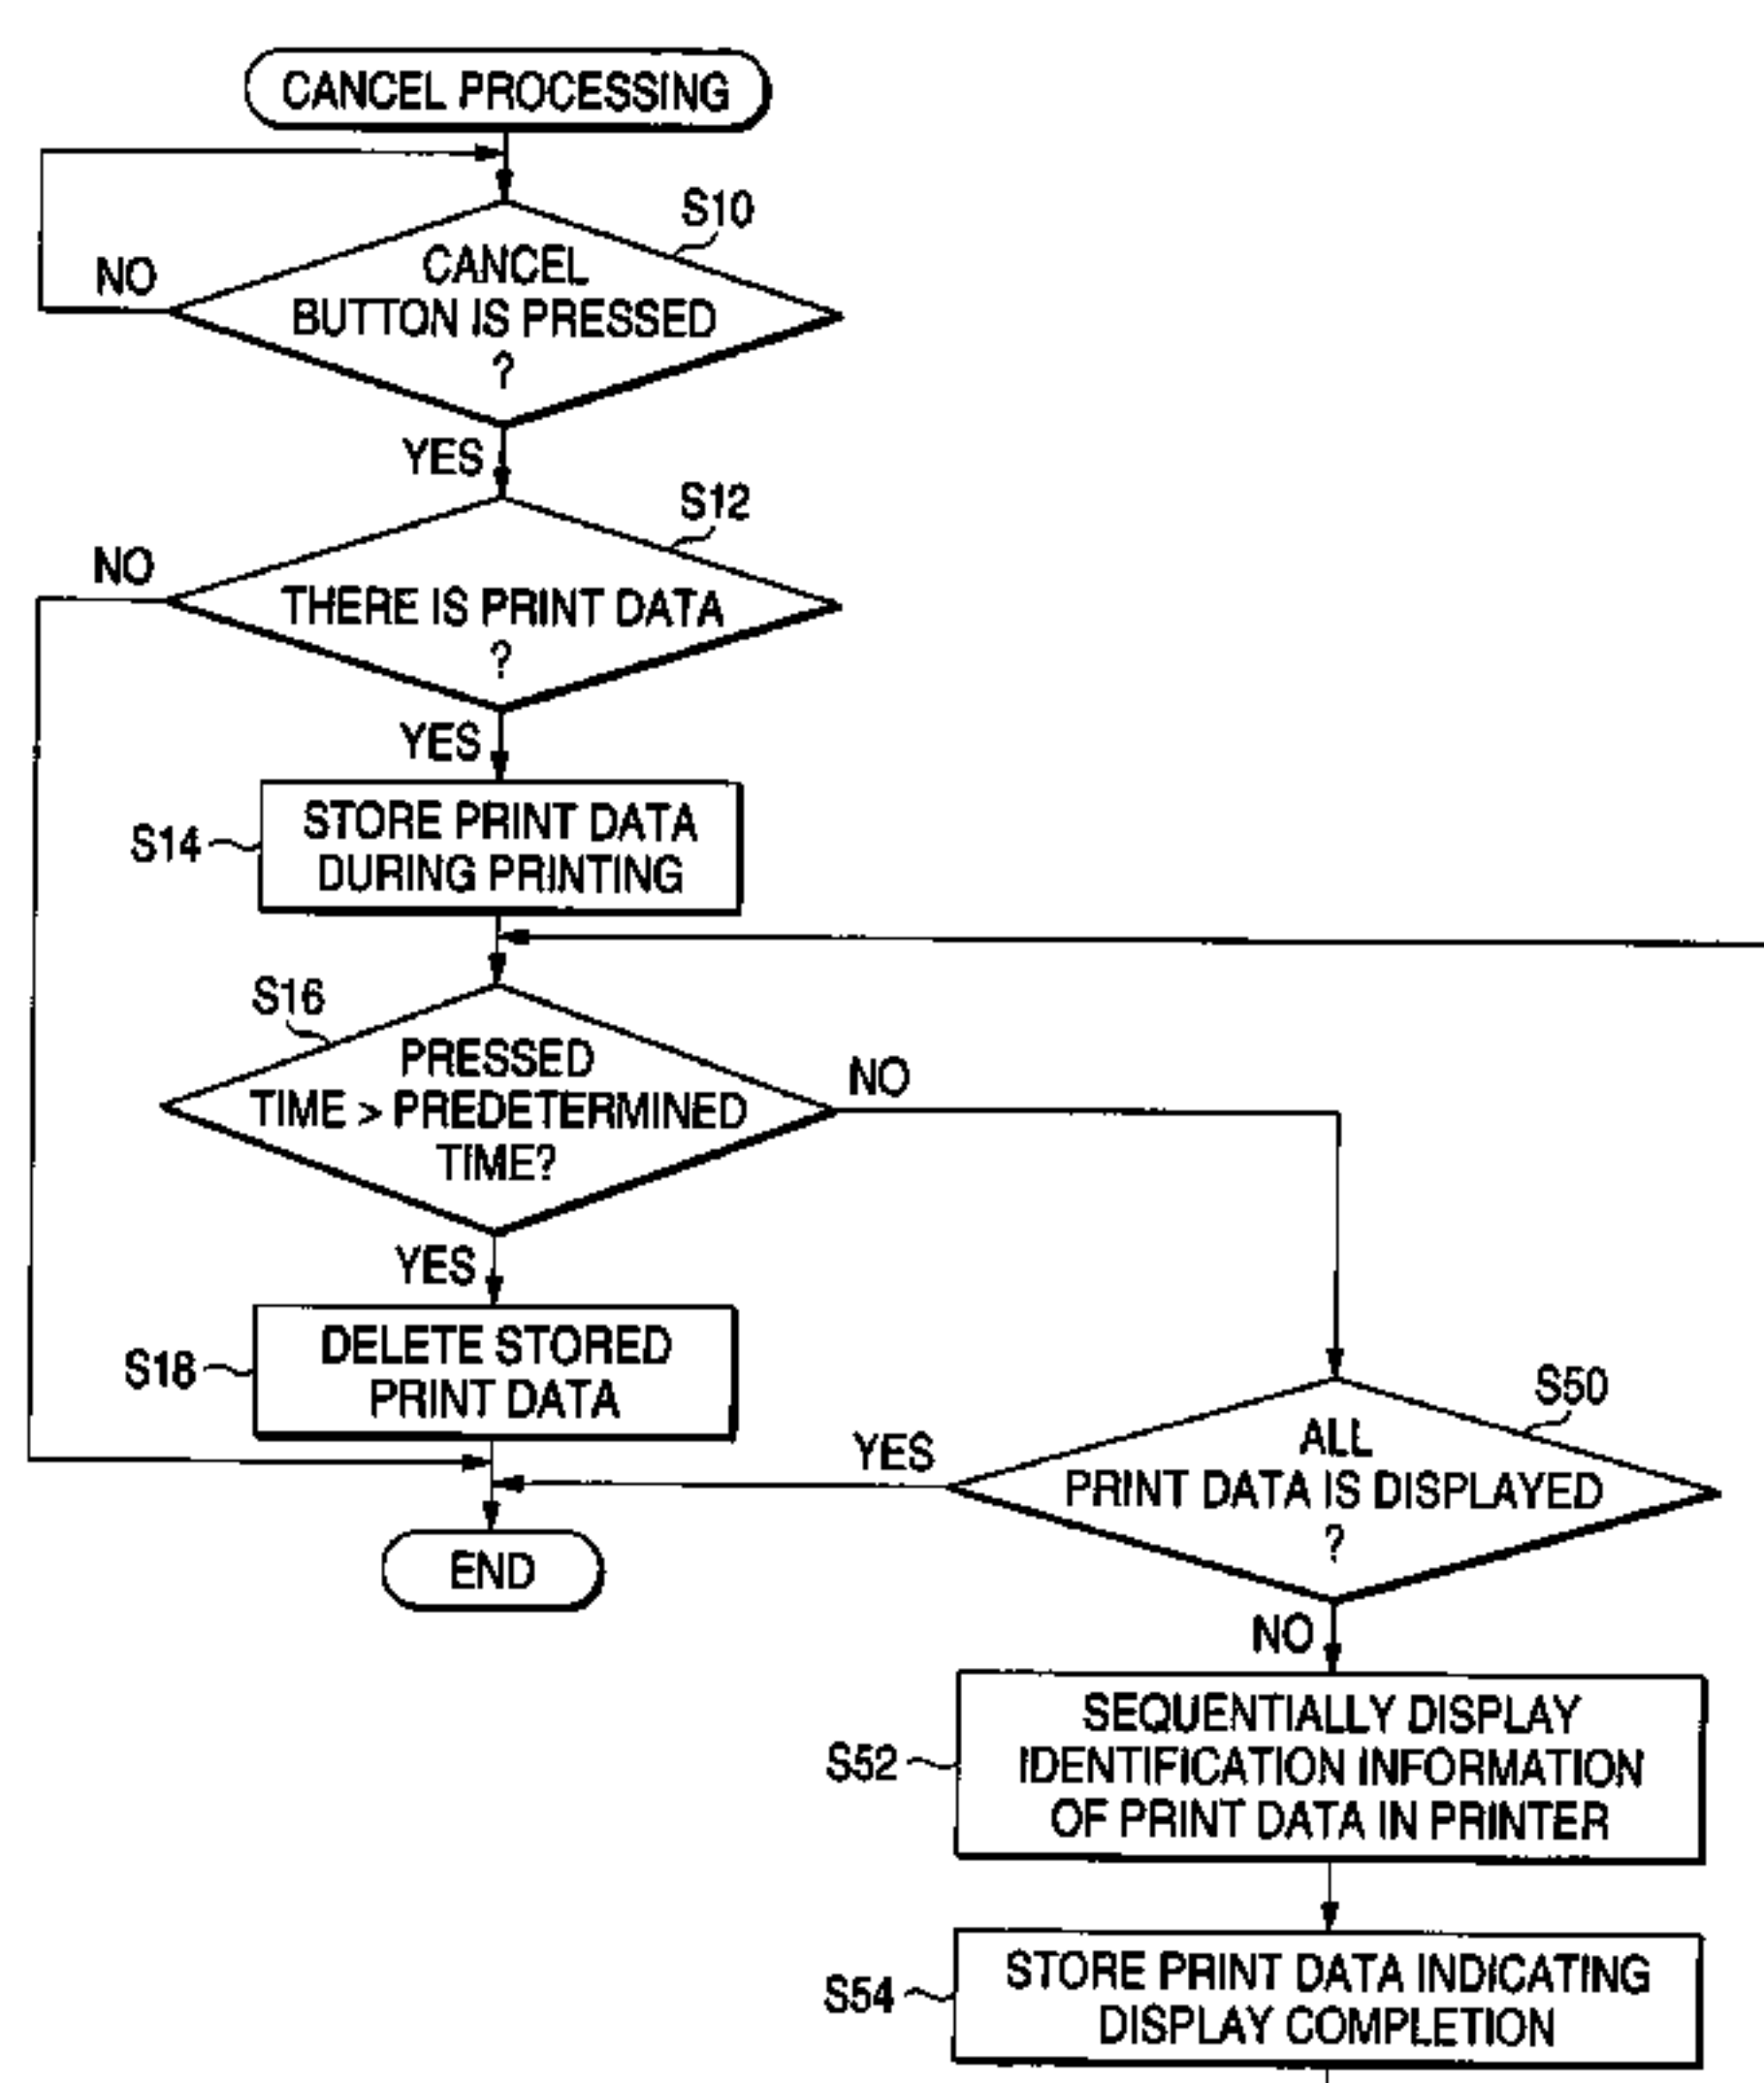 CANCEL PROCESSING
S10
NO
CANCEL
BUTTON IS PRESSED
?
YES
S12
NO
THERE IS PRINT DATA
?
YES
S14
STORE PRINT DATA
DURING PRINTING
S16
PRESSED
TIME > PREDETERMINED
TIME?
NO
YES
S18
DELETE STORED
PRINT DATA
S50
YES
ALL
PRINT DATA IS DISPLAYED
?
END
NO
S52
SEQUENTIALLY DISPLAY
IDENTIFICATION INFORMATION
OF PRINT DATA IN PRINTER
S54
STORE PRINT DATA INDICATING
DISPLAY COMPLETION